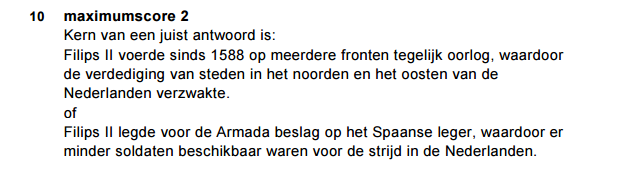 10 maximumscore 2
Kern van een juist antwoord is:
Filips II voerde sinds 1588 op meerdere fronten tegelijk oorlog, waardoor
de verdediging van steden in het noorden en het oosten van de
Nederlanden verzwakte.
of
Filips II legde voor de Armada beslag op het Spaanse leger, waardoor er
minder soldaten beschikbaar waren voor de strijd in de Nederlanden.